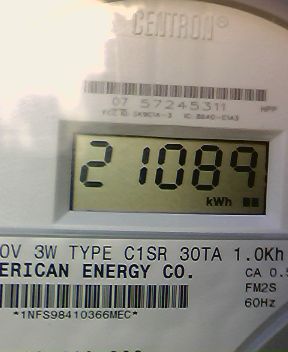 CENTRON®
07 57245311
HPP
21089
kWh
0V 3W TYPE C1SR 30TA 1.0Kh
ERICAN ENERGY CO.
CA 0.5
FM2S
60Hz
*1NFS98410366MEC*